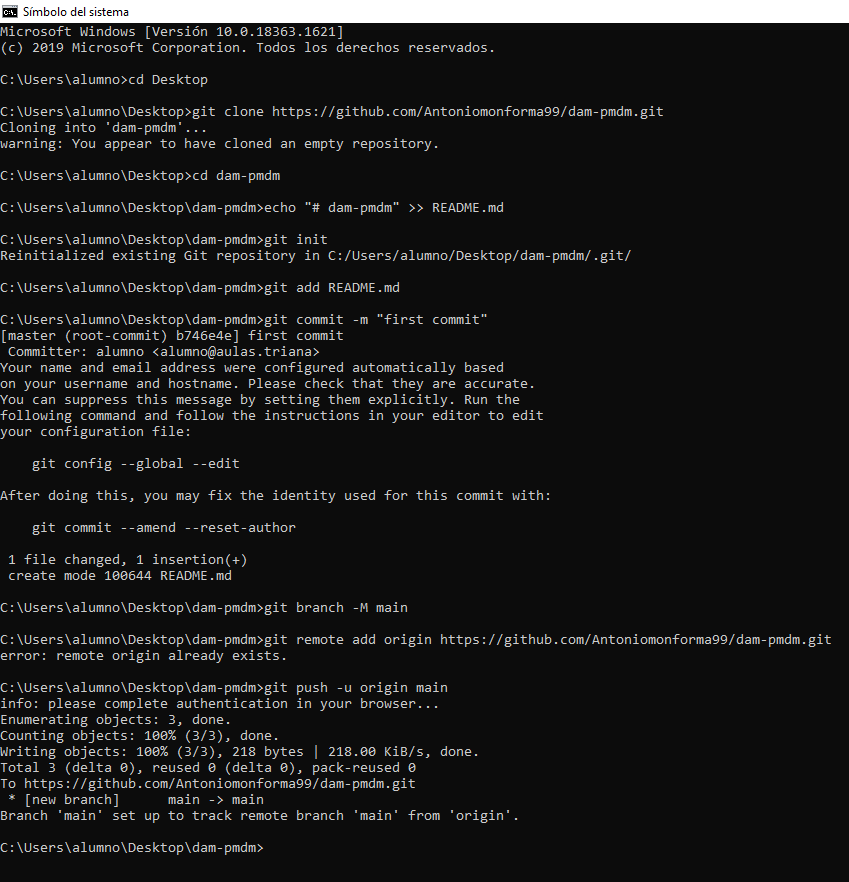 Símbolo del sistema
Microsoft Windows [Versión 10.0.18363.1621]
(c) 2019 Microsoft Corporation. Todos los derechos reservados.
C:\Users\alumno>cd Desktop
C:\Users\alumno\Desktop>git clone https://github.com/Antoniomonforma99/dam-pmdm.git
Cloning into 'dam-pmdm'...
warning: You appear to have cloned an empty repository.
C:\Users\alumno\Desktop>cd dam-pmdm
C:\Users\alumno\Desktop\dam-pmdm>echo "# dam-pmdm" >> README.md
C:\Users\alumno\Desktop\dam-pmdm>git init
Reinitialized existing Git repository in C:/Users/alumno/Desktop/dam-pmdm/.git/
C:\Users\alumno\Desktop\dam-pmdm>git add README.md
C:\Users\alumno\Desktop\dam-pmdm>git commit -m "first commit"
[master (root-commit) b746e4e] first commit
 Committer: alumno <alumno@aulas.triana>
Your name and email address were configured automatically based
on your username and hostname. Please check that they are accurate.
You can suppress this message by setting them explicitly. Run the
following command and follow the instructions in your editor to edit
your configuration file:
    git config --global --edit
After doing this, you may fix the identity used for this commit with:
    git commit --amend --reset-author
 1 file changed, 1 insertion(+)
 create mode 100644 README.md
C:\Users\alumno\Desktop\dam-pmdm>git branch -M main
C:\Users\alumno\Desktop\dam-pmdm>git remote add origin https://github.com/Antoniomonforma99/dam-pmdm.git
error: remote origin already exists.
C:\Users\alumno\Desktop\dam-pmdm>git push -u origin main
info: please complete authentication in your browser...
Enumerating objects: 3, done.
Counting objects: 100% (3/3), done.
Writing objects: 100% (3/3), 218 bytes | 218.00 KiB/s, done.
Total 3 (delta 0), reused 0 (delta 0), pack-reused 0
To https://github.com/Antoniomonforma99/dam-pmdm.git
 * [new branch]      main -> main
Branch 'main' set up to track remote branch 'main' from 'origin'.
C:\Users\alumno\Desktop\dam-pmdm>